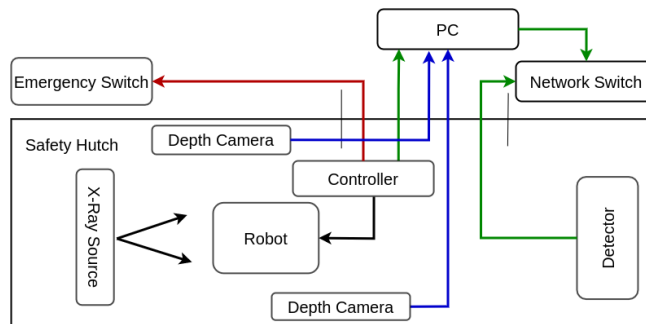 PC
Emergency Switch
Network Switch
Depth Camera
Safety Hutch
Controller
X-Ray Source
Robot
Detector
Depth Camera